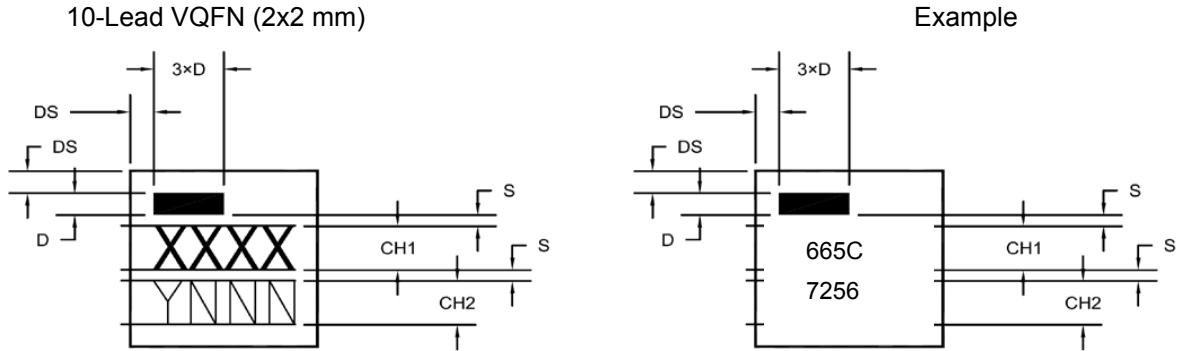 10-Lead VQFN (2x2 mm)
Example
3×D
3×D
DS
DS
DS
DS
S
S
D
D
XXXX
CH1
665C
CH1
S
S
YNNN
CH2
7256
CH2